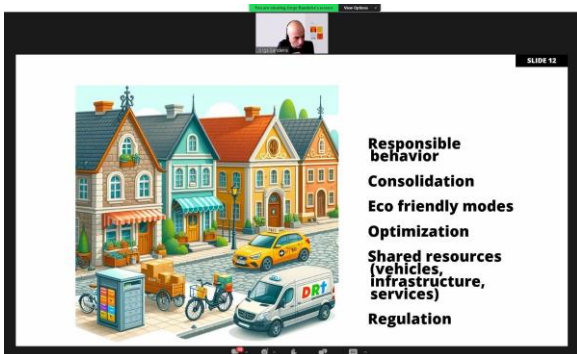 View Options
SLIDE 12
Responsible
behavior
Consolidation
Eco friendly modes
Optimization
Shared resources
(vehicles,
infrastructure,
services)
Regulation
DRt